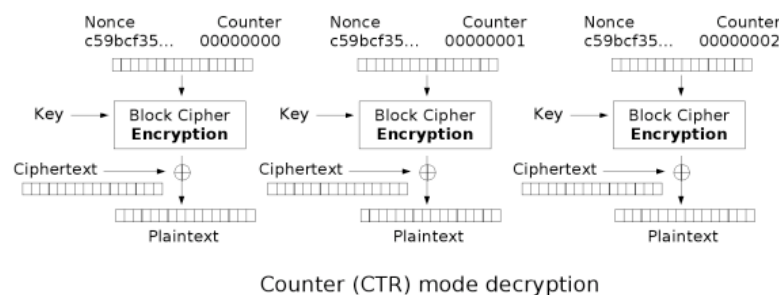 Nonce Counter
c59bcf35... 00000000
Key
Block Cipher
Encryption
Ciphertext
Plaintext
Nonce Counter
c59bcf35... 00000001
Key
Block Cipher
Encryption
Ciphertext
Plaintext
Nonce Counter
c59bcf35... 00000002
Key
Block Cipher
Encryption
Ciphertext
Plaintext
Counter (CTR) mode decryption